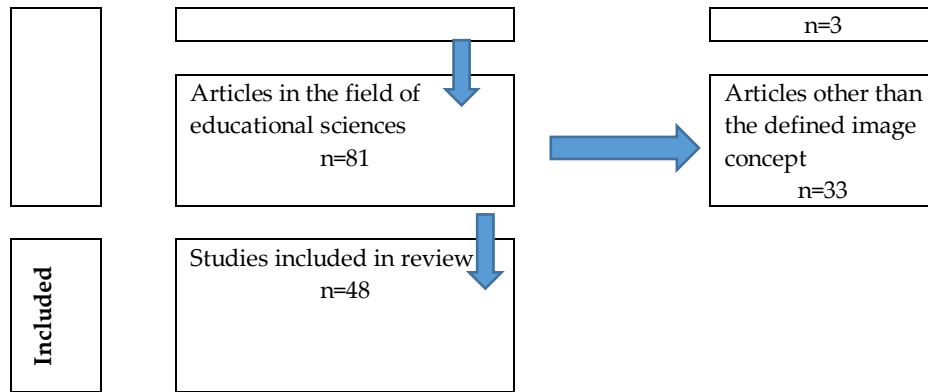 n=3
Articles in the field of
educational sciences
n=81
Articles other than
the defined image
concept
n=33
Included
Studies included in review
n=48